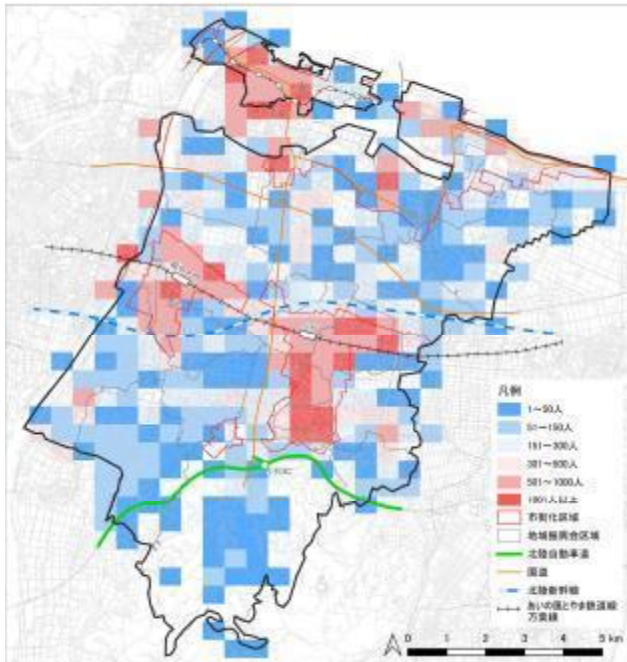 凡例
1～50人
51～150人
151～300人
301～500人
501～1000人
1001人以上
市街化区域
地域振興会区域
北陸自動車道
国道
北陸新幹線
あいの風とやま鉄道線
万葉線
0 1 2 3 4 5 km